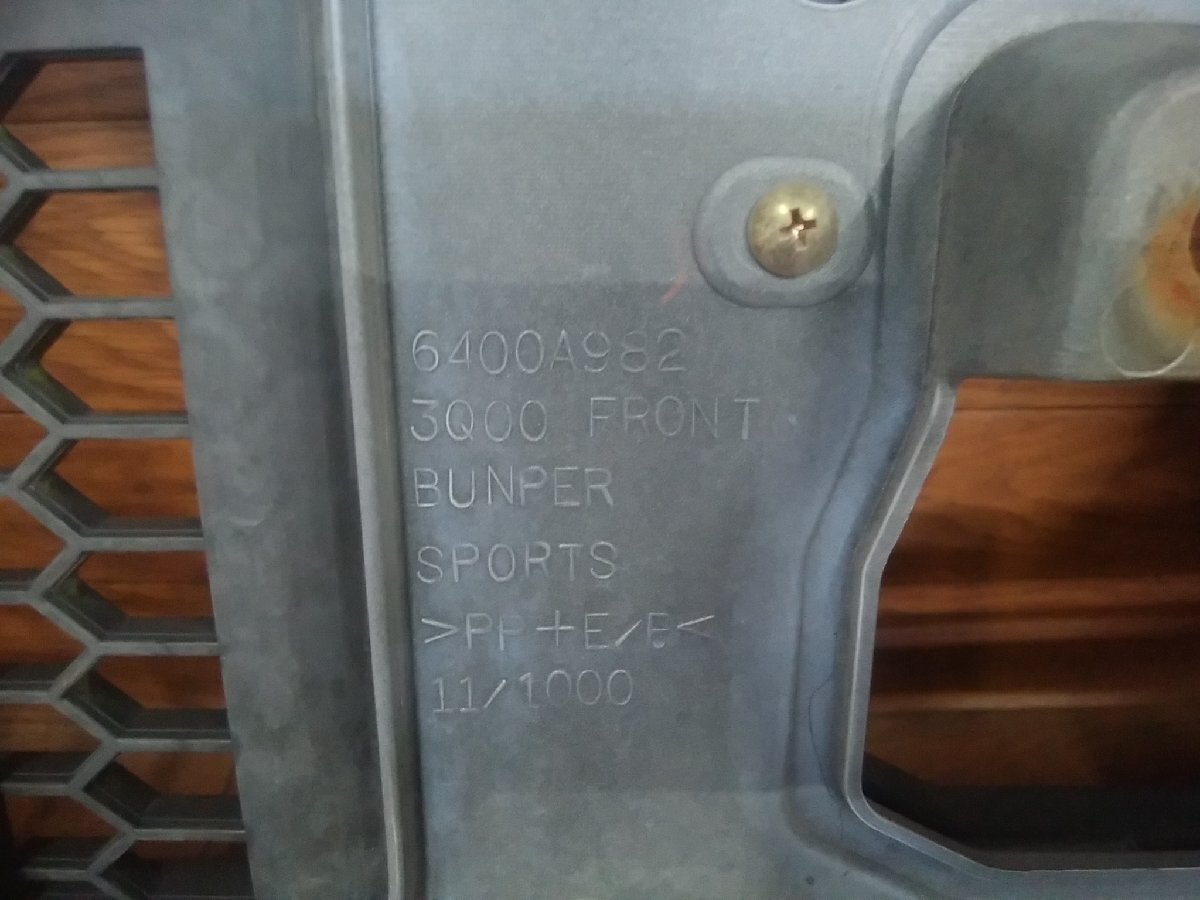 6400A982
3Q00 FRONT
BUNPER
SPORTS
>PP+E/P<
11/1000